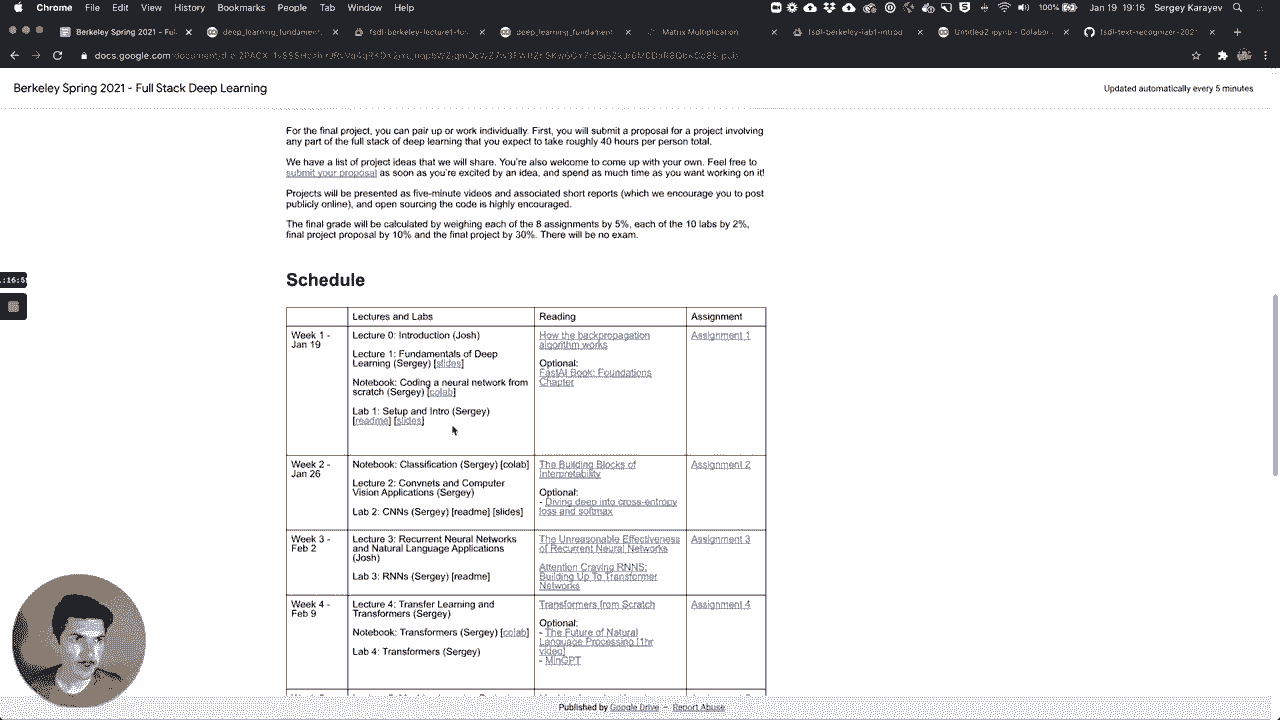 Chrome File Edit View History Bookmarks People Tab Window Help
Jan 19 19:16 Sergey Karayev
Berkeley Spring 2021 - Ful
deep_learning_fundament
fsdl-berkeley-lecture1-for
deep_learning_fundament
Matrix Multiplication
fsdl-berkeley-lab1-introd
Untitled2.ipynb - Colabor
fsdl-text-recognizer-2021
Berkeley Spring 2021 - Full Stack Deep Learning
Updated automatically every 5 minutes
For the final project, you can pair up or work individually. First, you will submit a proposal for a project involving
any part of the full stack of deep learning that you expect to take roughly 40 hours per person total.
We have a list of project ideas that we will share. You're also welcome to come up with your own. Feel free to
submit your proposal as soon as you're excited by an idea, and spend as much time as you want working on it!
Projects will be presented as five-minute videos and associated short reports (which we encourage you to post
publicly online), and open sourcing the code is highly encouraged.
The final grade will be calculated by weighing each of the 8 assignments by 5%, each of the 10 labs by 2%,
final project proposal by 10% and the final project by 30%. There will be no exam.
Schedule
Lectures and Labs
Reading
Assignment
Week 1 -
Jan 19
Lecture 0: Introduction (Josh)
Lecture 1: Fundamentals of Deep
Learning (Sergey) [slides]
Notebook: Coding a neural network from
scratch (Sergey) [colab]
Lab 1: Setup and Intro (Sergey)
[readme] [slides]
How the backpropagation
algorithm works
Optional:
FastAI Book: Foundations
Chapter
Assignment 1
Week 2 -
Jan 26
Notebook: Classification (Sergey) [colab]
Lecture 2: Convnets and Computer
Vision Applications (Sergey)
Lab 2: CNNs (Sergey) [readme] [slides]
The Building Blocks of
Interpretability
Optional:
- Diving deep into cross-entropy
loss and softmax
Assignment 2
Week 3 -
Feb 2
Lecture 3: Recurrent Neural Networks
and Natural Language Applications
(Josh)
Lab 3: RNNs (Sergey) [readme]
The Unreasonable Effectiveness
of Recurrent Neural Networks
Attention Craving RNNS:
Building Up To Transformer
Networks
Assignment 3
Week 4 -
Feb 9
Lecture 4: Transfer Learning and
Transformers (Sergey)
Notebook: Transformers (Sergey) [colab]
Lab 4: Transformers (Sergey)
Transformers from Scratch
Optional:
- The Future of Natural
Language Processing [1hr
video]
- MinGPT
Assignment 4
Published by Google Drive – Report Abuse